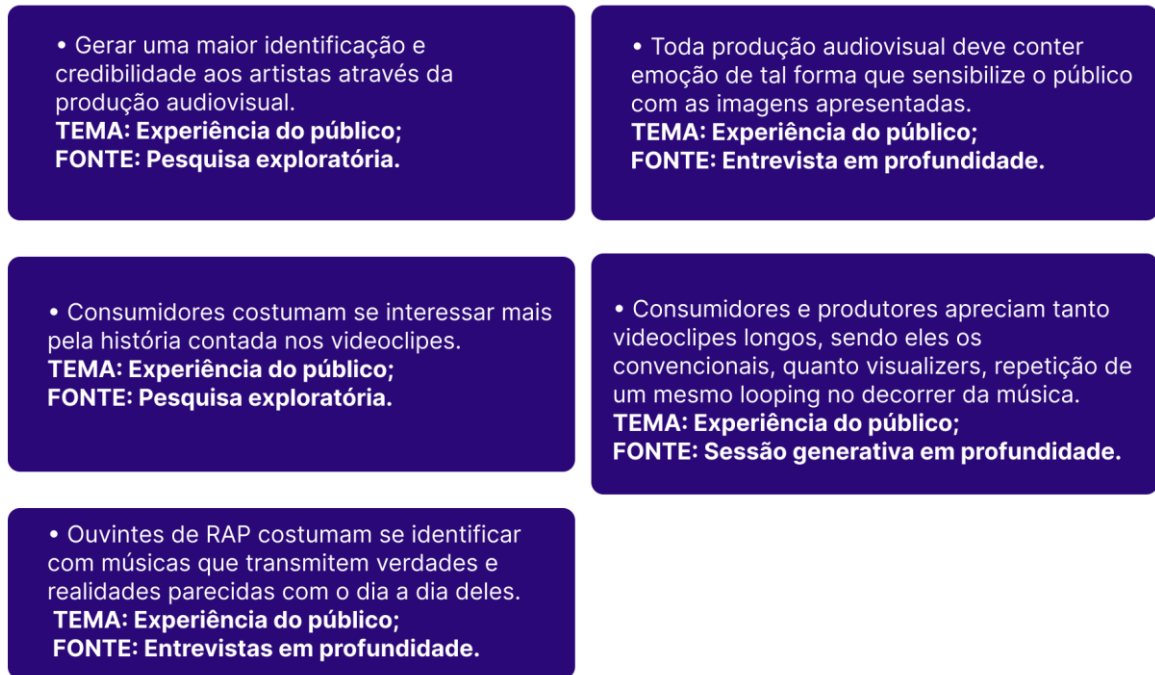 • Gerar uma maior identificação e
credibilidade aos artistas através da
produção audiovisual.
TEMA: Experiência do público;
FONTE: Pesquisa exploratória.
• Toda produção audiovisual deve conter
emoção de tal forma que sensibilize o público
com as imagens apresentadas.
TEMA: Experiência do público;
FONTE: Entrevista em profundidade.
• Consumidores costumam se interessar mais
pela história contada nos videoclipes.
TEMA: Experiência do público;
FONTE: Pesquisa exploratória.
• Consumidores e produtores apreciam tanto
videoclipes longos, sendo eles os
convencionais, quanto visualizers, repetição de
um mesmo looping no decorrer da música.
TEMA: Experiência do público;
FONTE: Sessão generativa em profundidade.
• Ouvintes de RAP costumam se identificar
com músicas que transmitem verdades e
realidades parecidas com o dia a dia deles.
TEMA: Experiência do público;
FONTE: Entrevistas em profundidade.